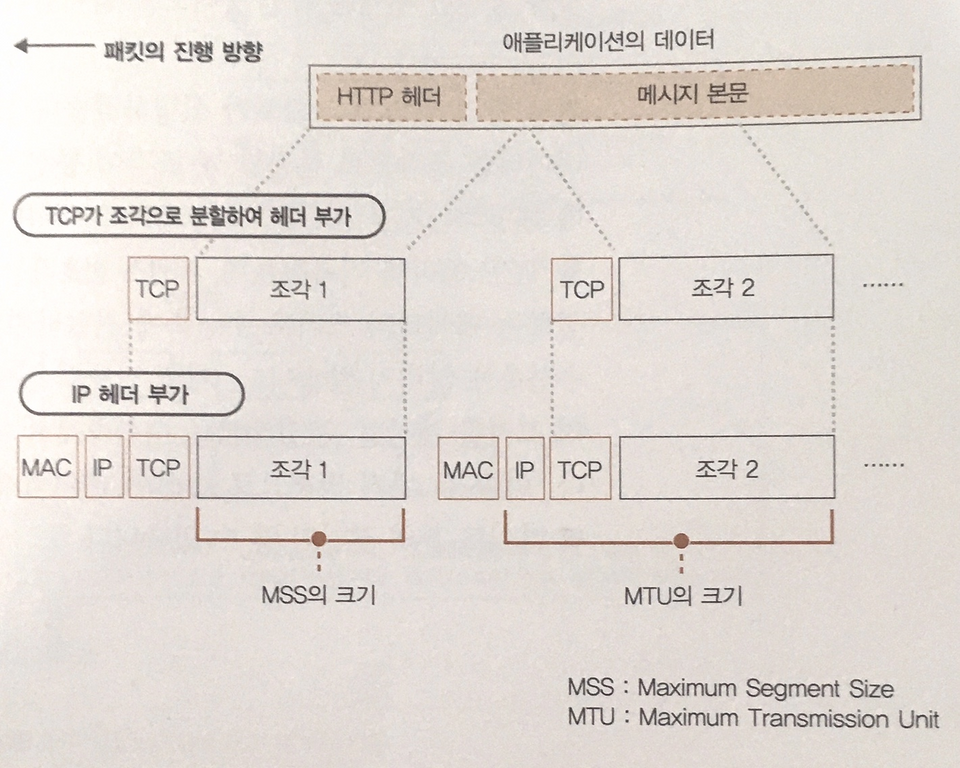 패킷의 진행 방향
애플리케이션의 데이터
HTTP 헤더
메시지 본문
TCP가 조각으로 분할하여 헤더 부가
TCP
조각 1
TCP
조각 2
······
IP 헤더 부가
MAC
IP
TCP
조각 1
MAC
IP
TCP
조각 2
······
MSS의 크기
MTU의 크기
MSS : Maximum Segment Size
MTU : Maximum Transmission Unit